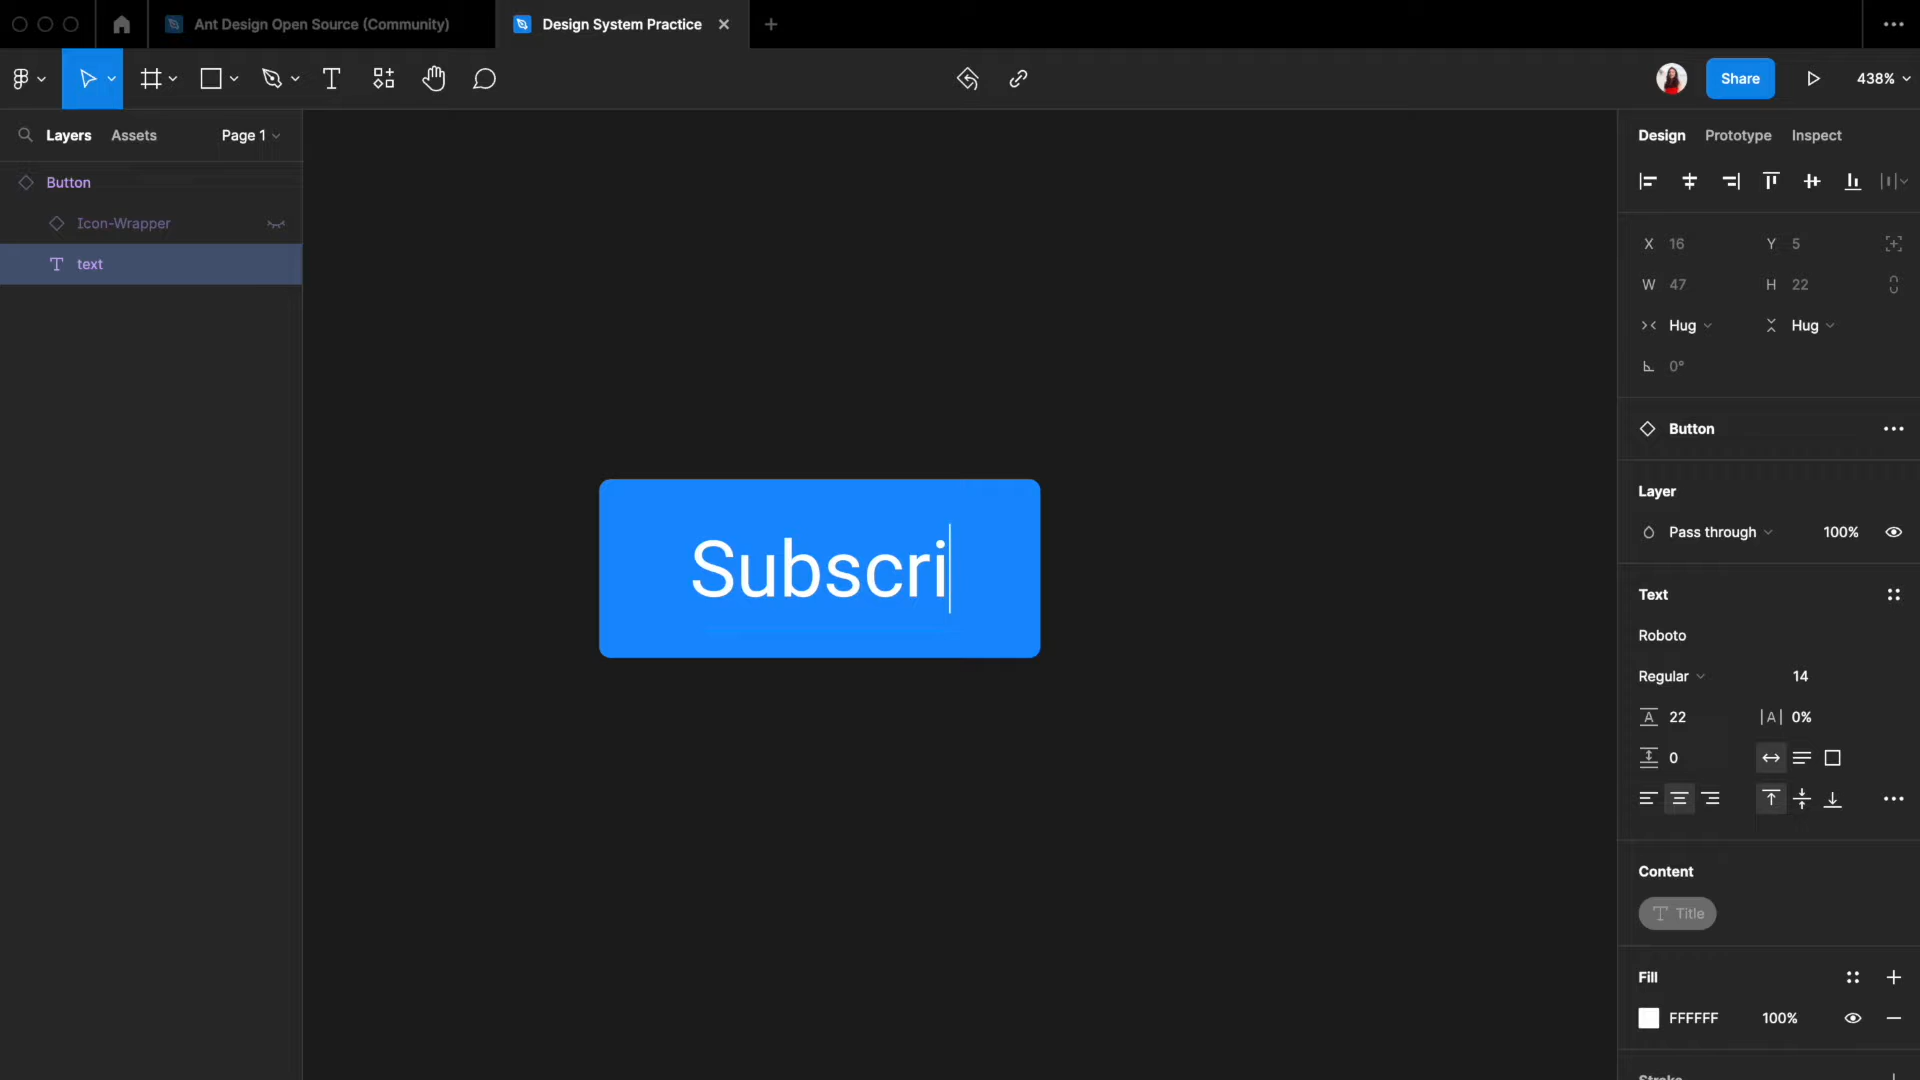 Ant Design Open Source (Community)
Design System Practice
Share
438%
Layers
Assets
Page 1
Button
Icon-Wrapper
text
Subscri
Design
Prototype
Inspect
X 16
Y 5
W 47
H 22
Hug
Hug
0°
Button
Layer
Pass through
100%
Text
Roboto
Regular
14
A 22
|A| 0%
0
Content
T Title
Fill
FFFFFF
100%